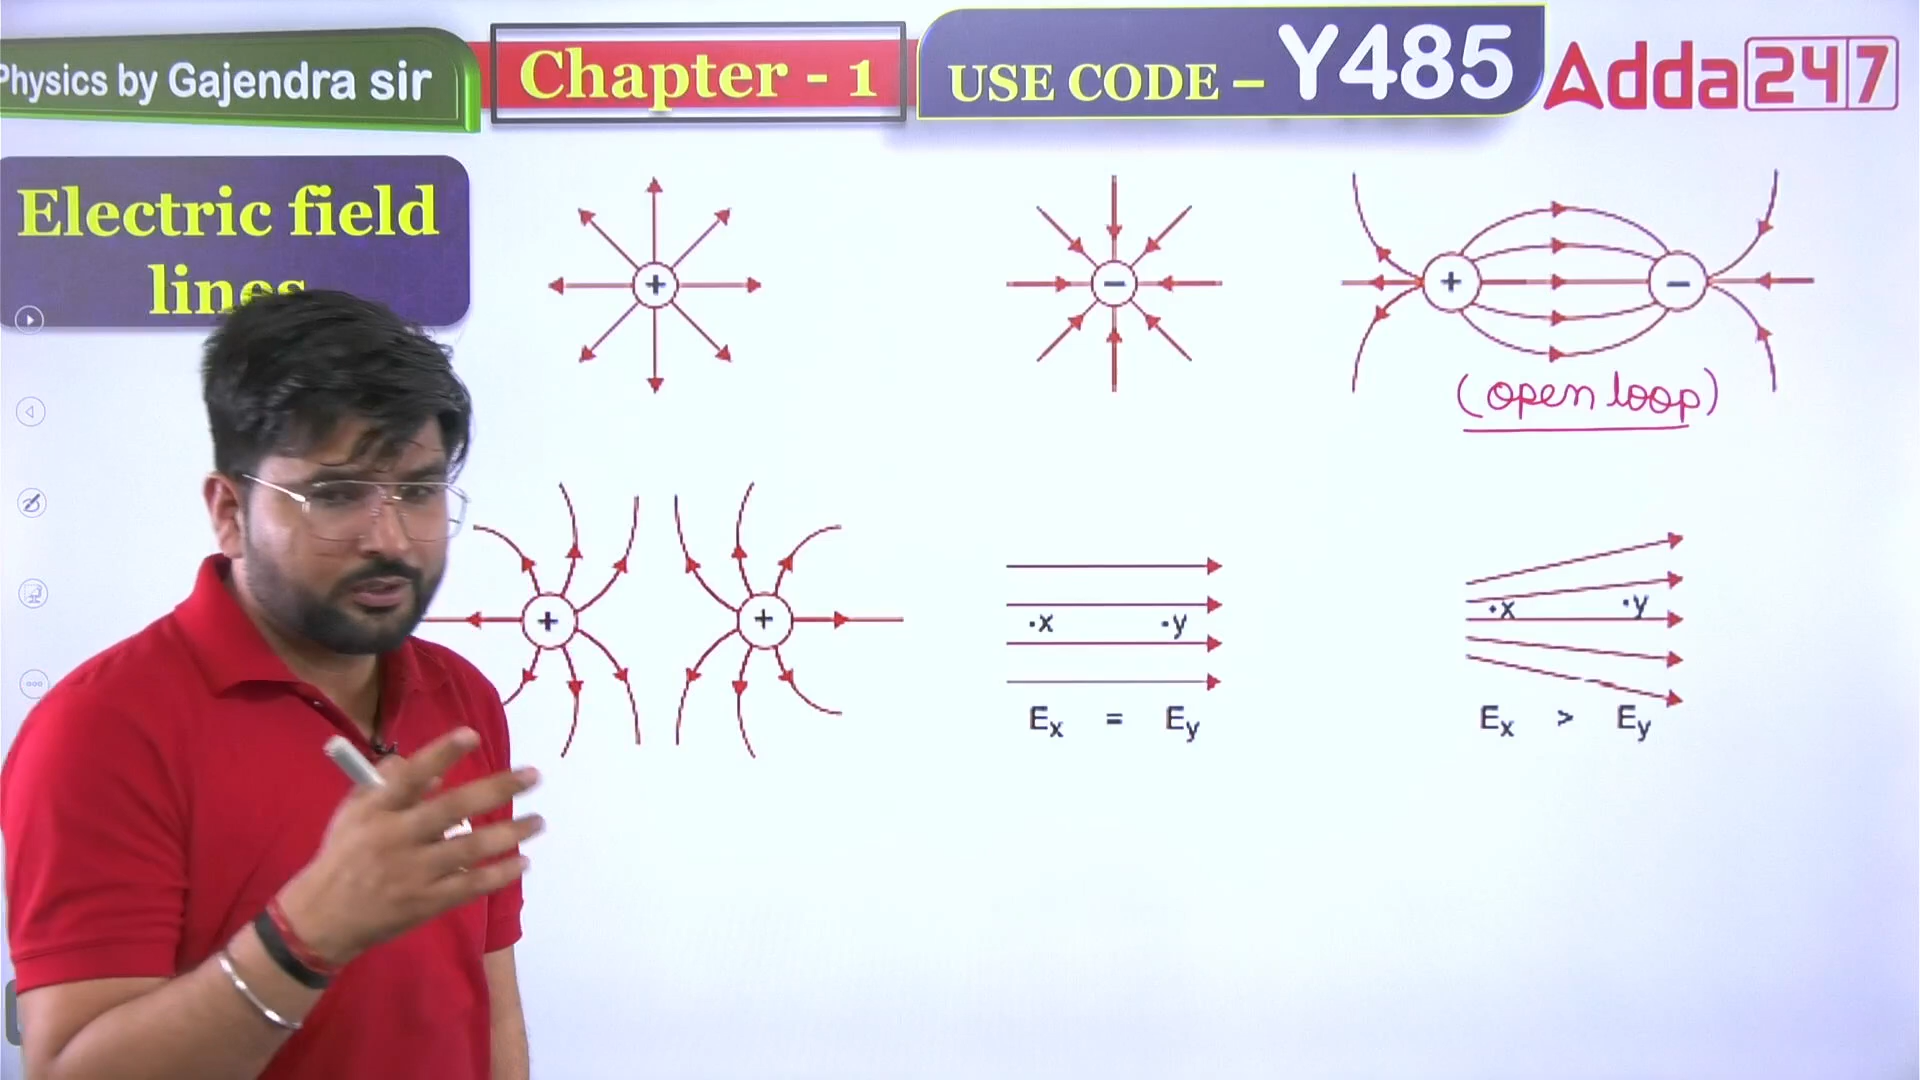 Physics by Gajendra sir
Chapter - 1
USE CODE – Y485
Adda247
Electric field
lines
+
−
+ −
(open loop)
+ +
·x ·y
·x ·y
Ex = Ey
Ex > Ey